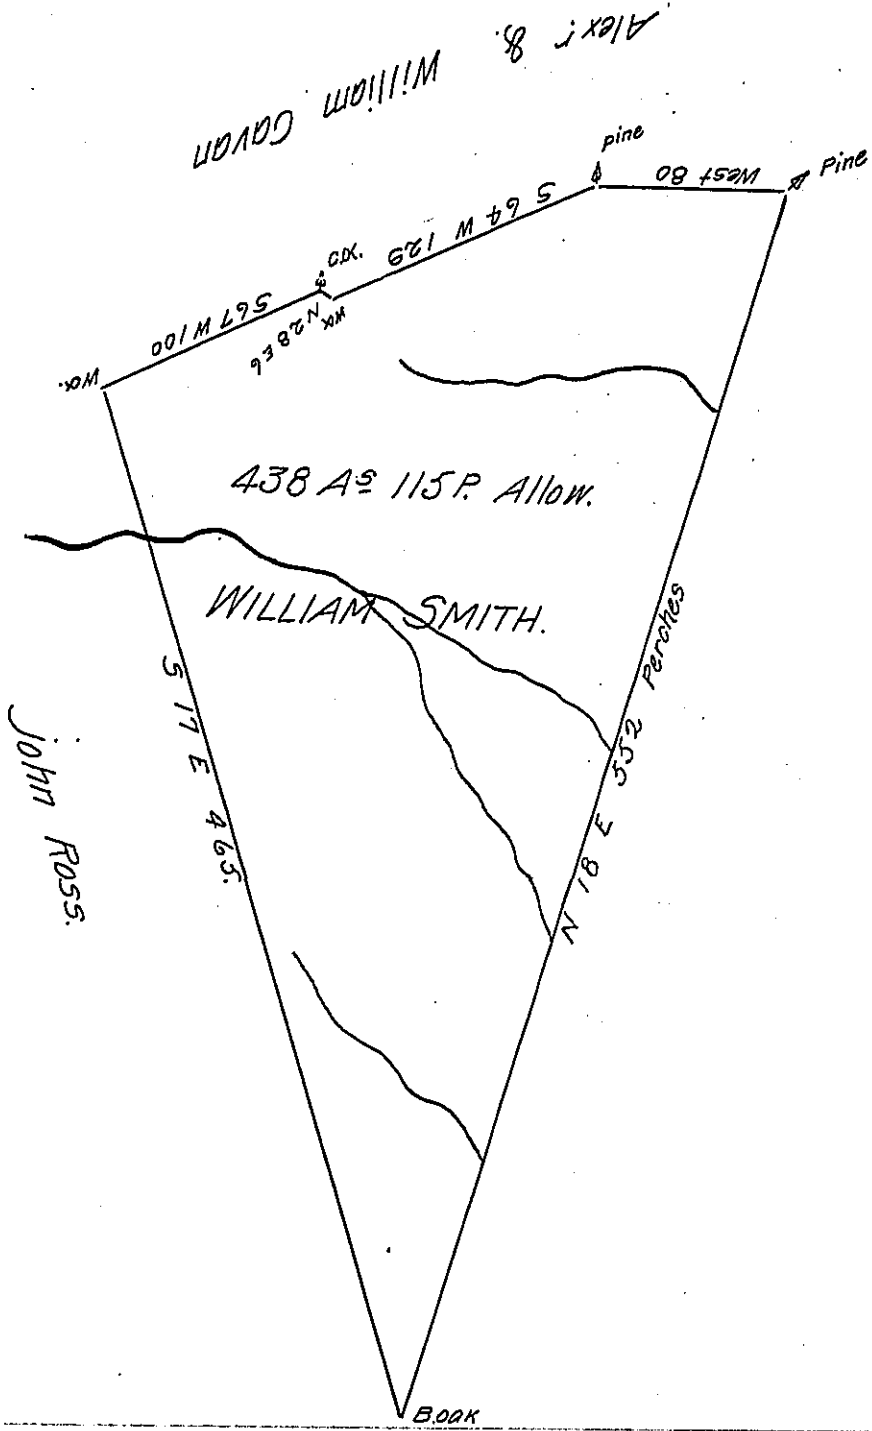 Alexr. & William Cavan
pine
Pine
West 80
S 64 W 129
wo.
N 28 E 6
S 67 W 100
wo.
438 As 115 P. Allow.
WILLIAM SMITH.
N 18 E 552 Perches
S 17 E 465.
John Ross.
B.oak